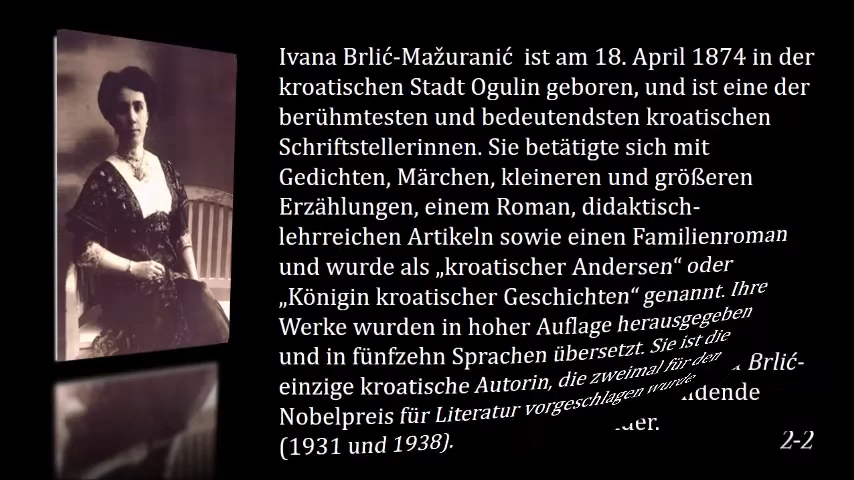 Ivana Brlić-Mažuranić ist am 18. April 1874 in der
kroatischen Stadt Ogulin geboren, und ist eine der
berühmtesten und bedeutendsten kroatischen
Schriftstellerinnen. Sie betätigte sich mit
Gedichten, Märchen, kleineren und größeren
Erzählungen, einem Roman, didaktisch-
lehrreichen Artikeln sowie einen Familienroman
und wurde als „kroatischer Andersen“ oder
„Königin kroatischer Geschichten“ genannt. Ihre
Werke wurden in hoher Auflage herausgegeben
und in fünfzehn Sprachen übersetzt. Sie ist die
einzige kroatische Autorin, die zweimal für den
Nobelpreis für Literatur vorgeschlagen wurde
(1931 und 1938).
Brlić-
2-2